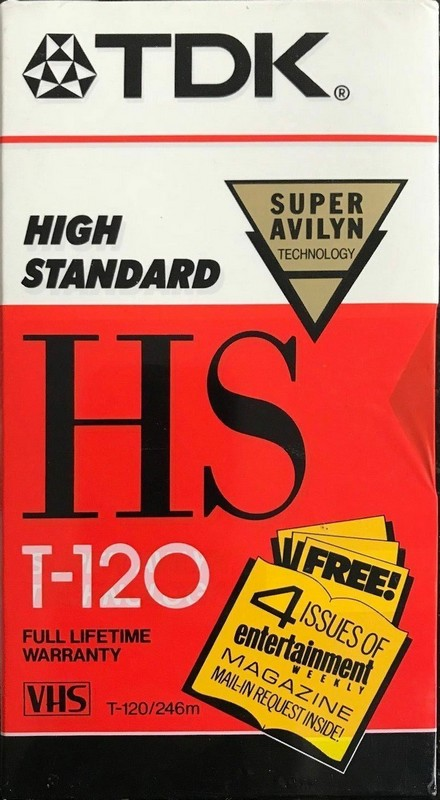 TDK®
SUPER
AVILYN
TECHNOLOGY
HIGH
STANDARD
HS
T-120
FULL LIFETIME
WARRANTY
VHS
T-120/246m
FREE!
4 ISSUES OF
entertainment
WEEKLY
MAGAZINE
MAIL-IN REQUEST INSIDE!